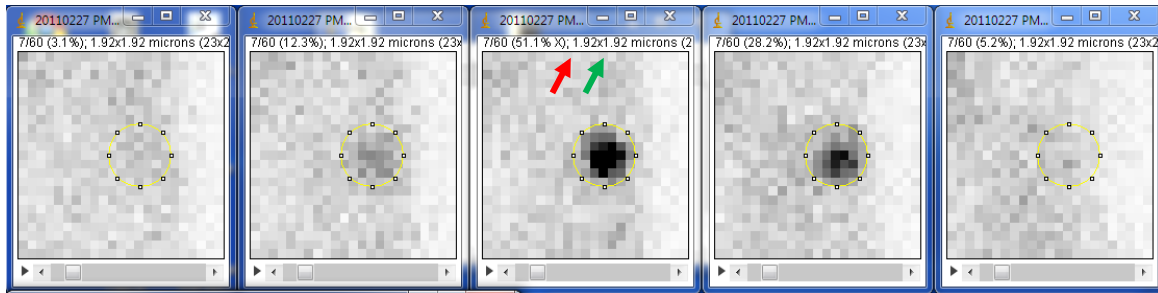 20110227 PM...
7/60 (3.1%); 1.92x1.92 microns (23x2
20110227 PM...
7/60 (12.3%); 1.92x1.92 microns (23x
20110227 PM...
7/60 (51.1% X); 1.92x1.92 microns (2
20110227 PM...
7/60 (28.2%); 1.92x1.92 microns (23x
20110227 PM...
7/60 (5.2%); 1.92x1.92 microns (23x2